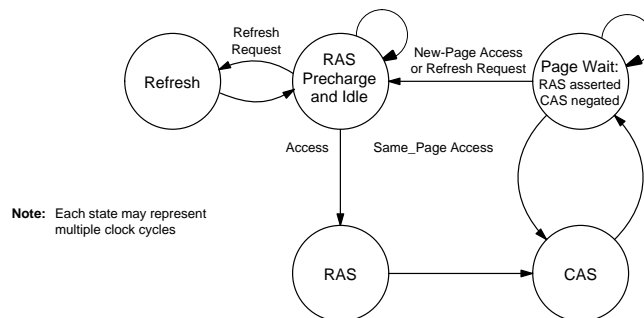 Refresh
Request
Refresh
RAS
Precharge
and Idle
New-Page Access
or Refresh Request
Page Wait:
RAS asserted
CAS negated
Access
Same_Page Access
Note: Each state may represent
multiple clock cycles
RAS
CAS